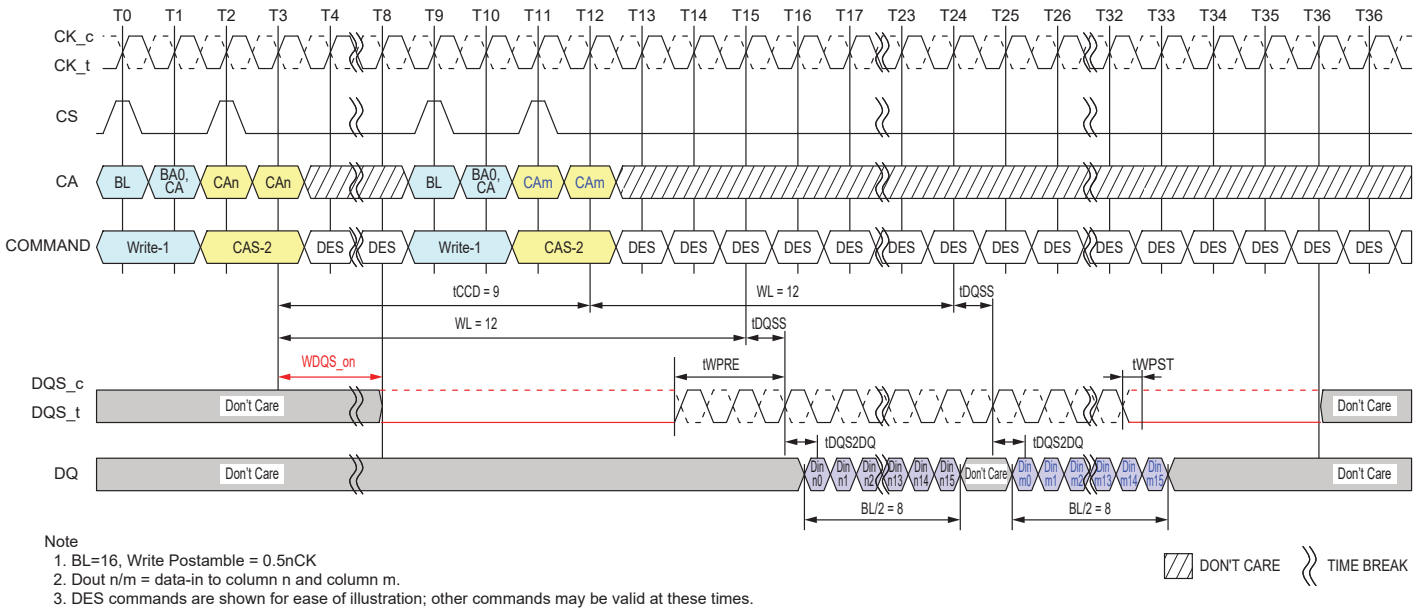 T0 T1 T2 T3 T4 T8 T9 T10 T11 T12 T13 T14 T15 T16 T17 T23 T24 T25 T26 T32 T33 T34 T35 T36 T36
CK_c
CK_t
CS
CA BL BA0, CA CAn CAn BL BA0, CA CAm CAm
COMMAND Write-1 CAS-2 DES DES Write-1 CAS-2 DES DES DES DES DES DES DES DES DES DES DES DES DES DES DES
tCCD = 9 WL = 12 tDQSS
WL = 12 tDQSS
WDQS_on tWPRE tWPST
DQS_c
DQS_t
Don't Care Don't Care
tDQS2DQ tDQS2DQ
DQ Don't Care Din n0 Din n1 Din n2 Din n13 Din n14 Din n15 Don't Care Din m0 Din m1 Din m2 Din m13 Din m14 Din m15 Don't Care
BL/2 = 8 BL/2 = 8
Note
1. BL=16, Write Postamble = 0.5nCK
2. Dout n/m = data-in to column n and column m.
3. DES commands are shown for ease of illustration; other commands may be valid at these times.
DON'T CARE TIME BREAK